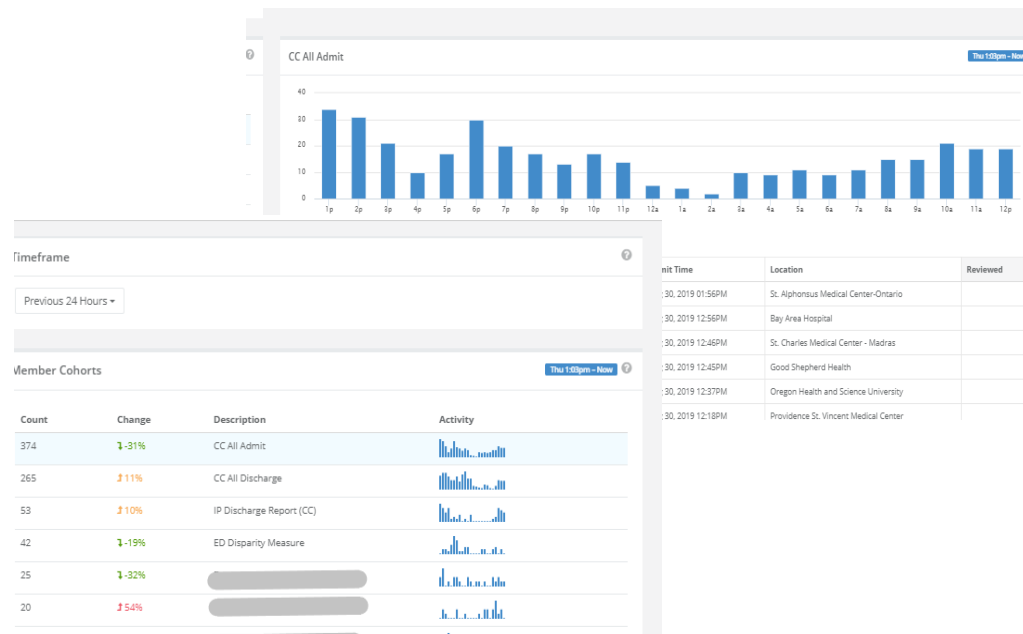 CC All Admit
Thu 1:03pm – Now
40
30
20
10
0
1p 2p 3p 4p 5p 6p 7p 8p 9p 10p 11p 12a 1a 2a 3a 4a 5a 6a 7a 8a 9a 10a 11a 12p
Timeframe
Previous 24 Hours
Time Location Reviewed
30, 2019 01:56PM St. Alphonsus Medical Center-Ontario
30, 2019 12:56PM Bay Area Hospital
30, 2019 12:46PM St. Charles Medical Center - Madras
30, 2019 12:45PM Good Shepherd Health
30, 2019 12:37PM Oregon Health and Science University
30, 2019 12:18PM Providence St. Vincent Medical Center
Member Cohorts
Thu 1:03pm – Now
Count Change Description Activity
374 -31% CC All Admit
265 11% CC All Discharge
53 10% IP Discharge Report (CC)
42 -19% ED Disparity Measure
25 -32%
20 54%